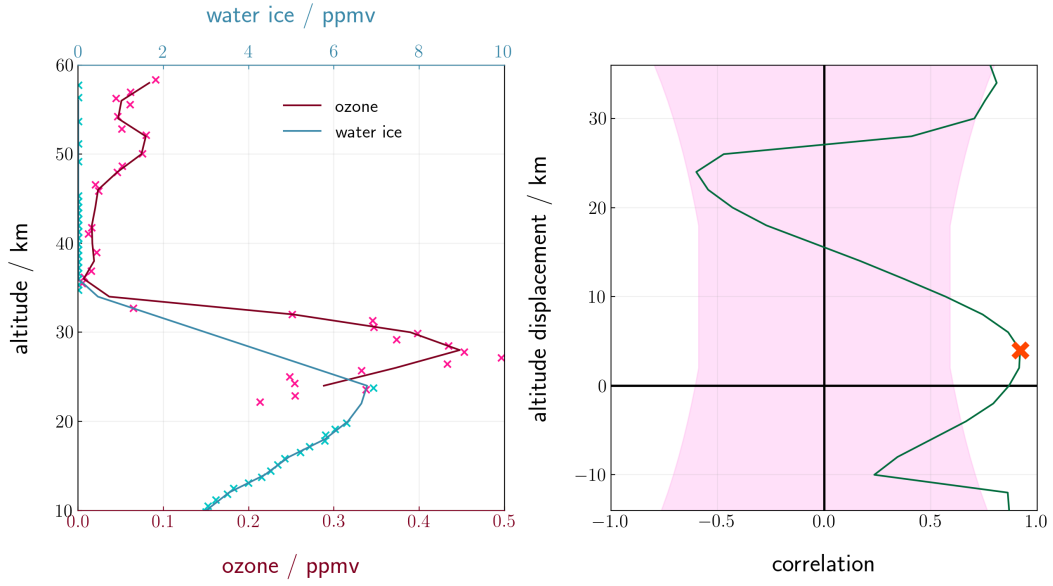 water ice / ppmv
0 2 4 6 8 10
60
50
40
30
20
10
altitude / km
ozone
water ice
0.0 0.1 0.2 0.3 0.4 0.5
ozone / ppmv
30
20
10
0
−10
altitude displacement / km
−1.0 −0.5 0.0 0.5 1.0
correlation